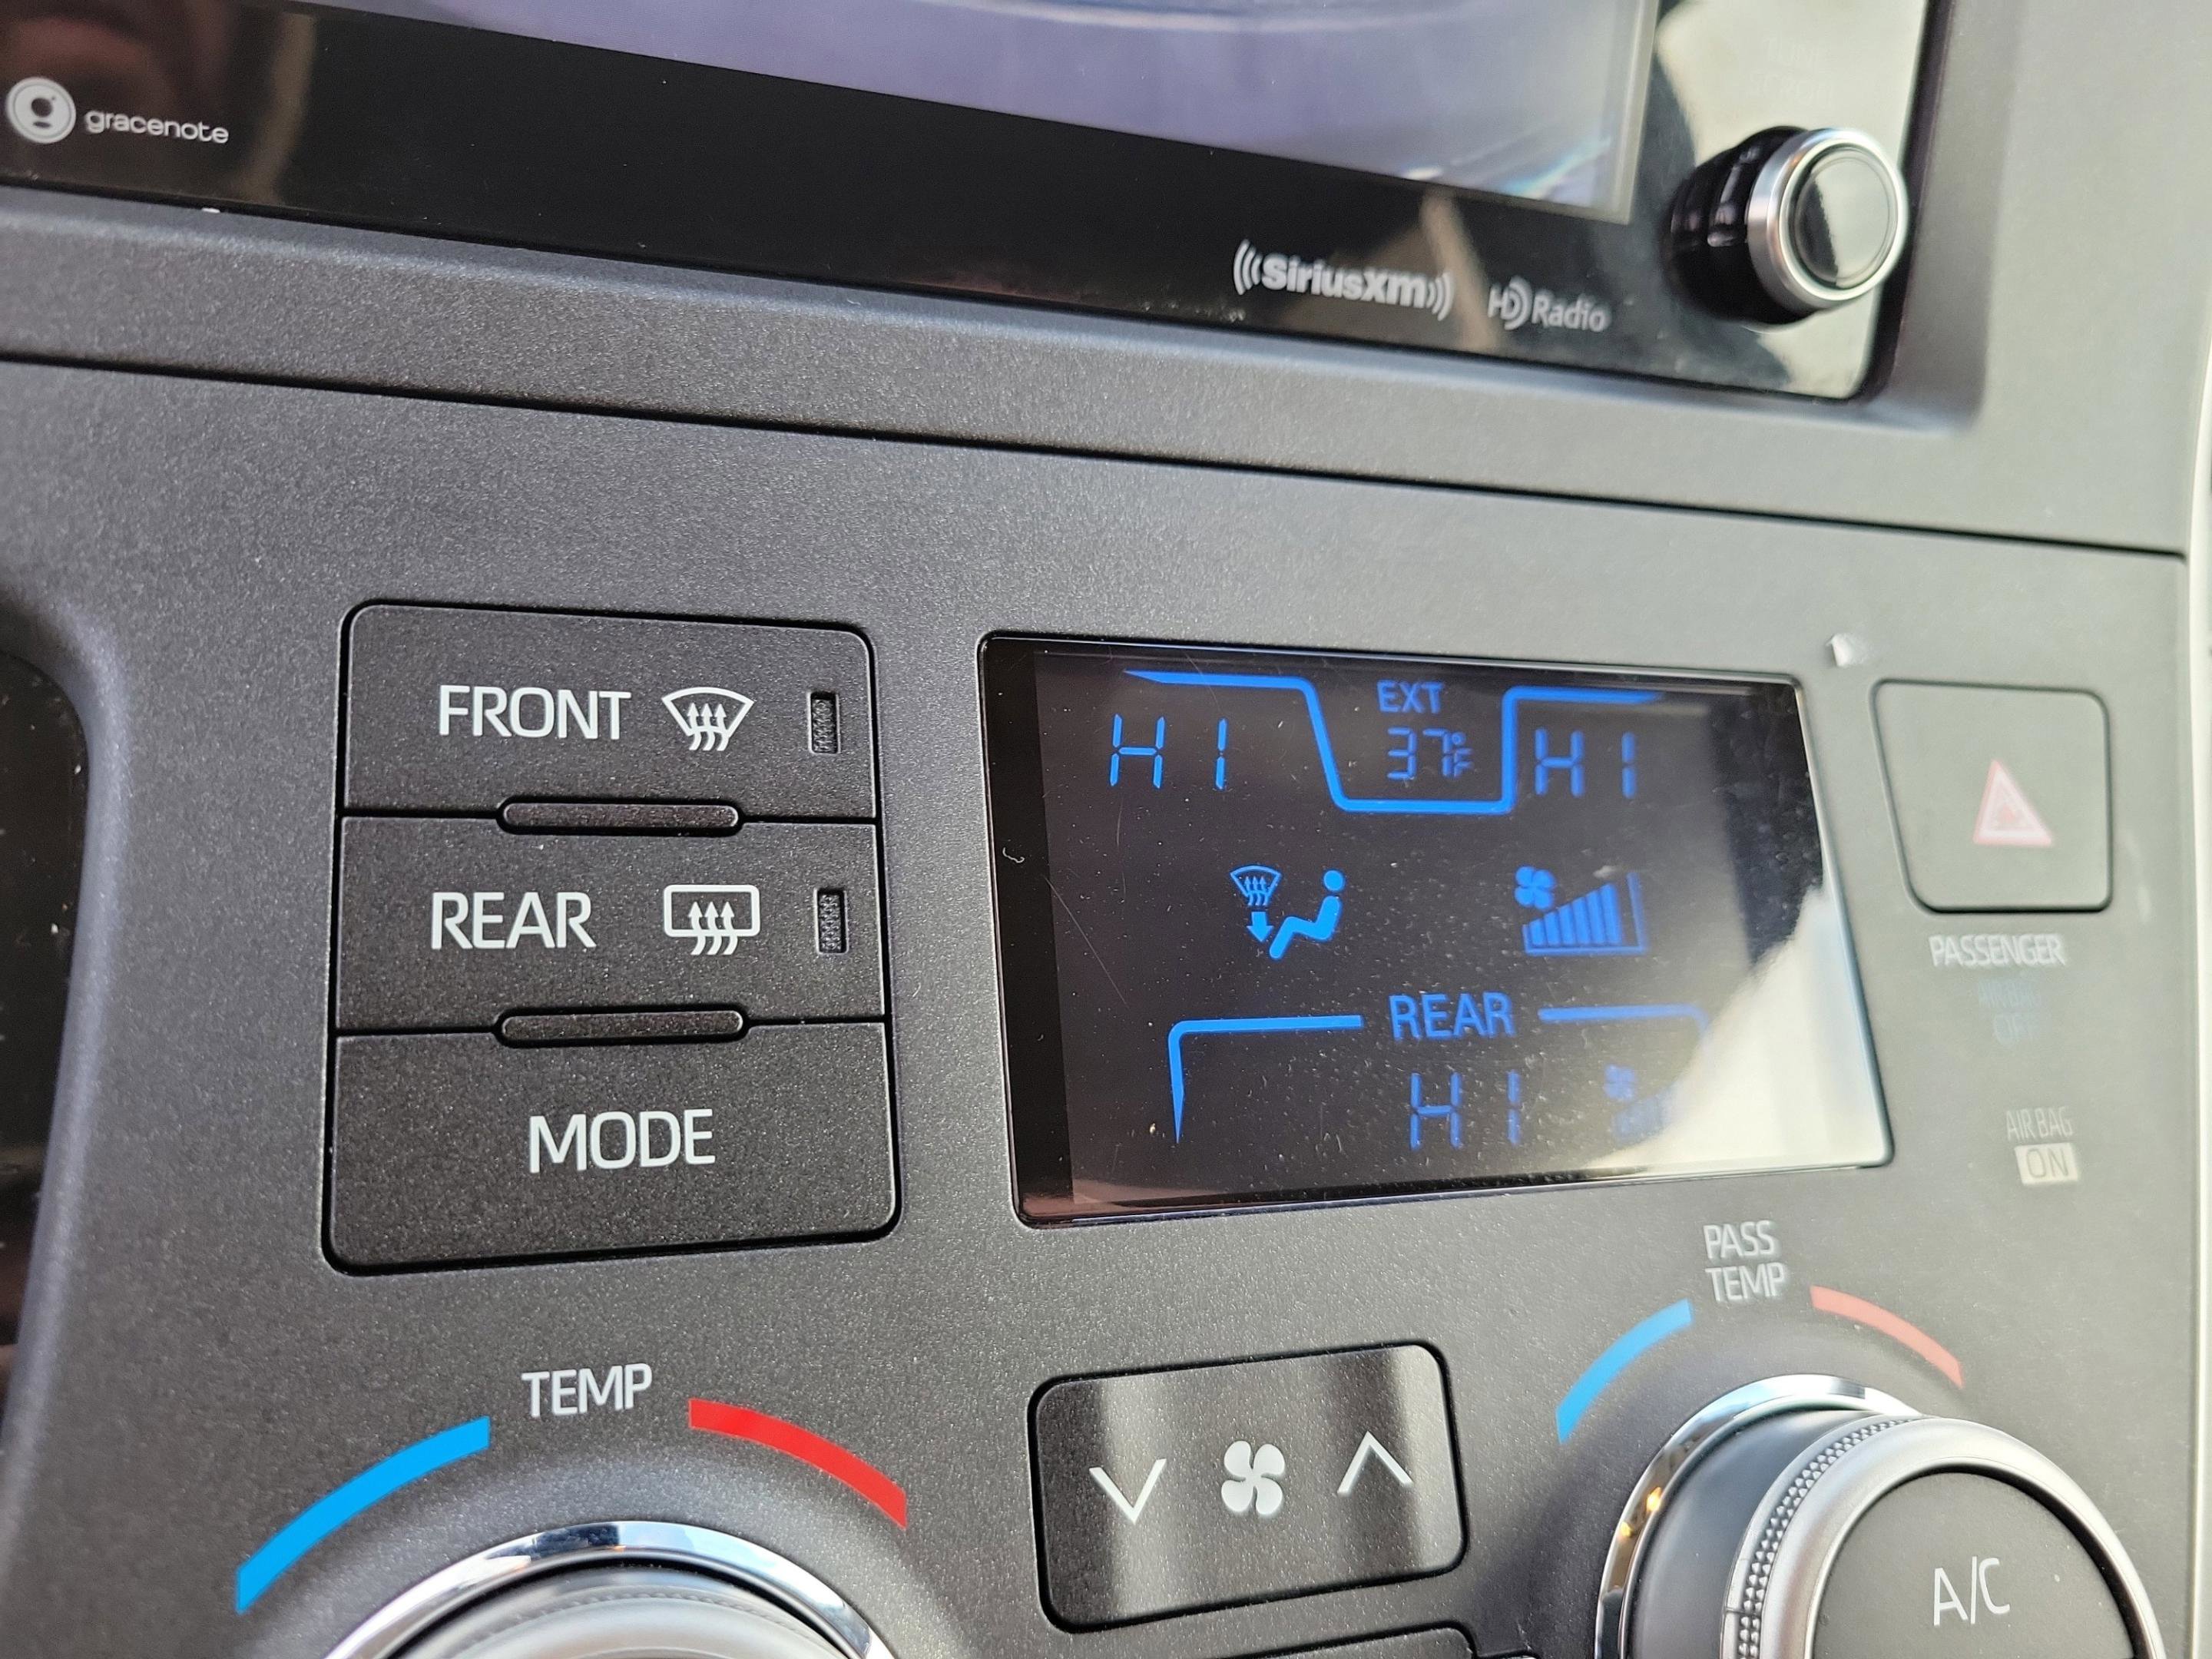 gracenote
SiriusXM
HD Radio
FRONT
REAR
MODE
EXT
HI 37°F HI
REAR
HI
PASSENGER
AIR BAG
ON
TEMP
PASS
TEMP
A/C